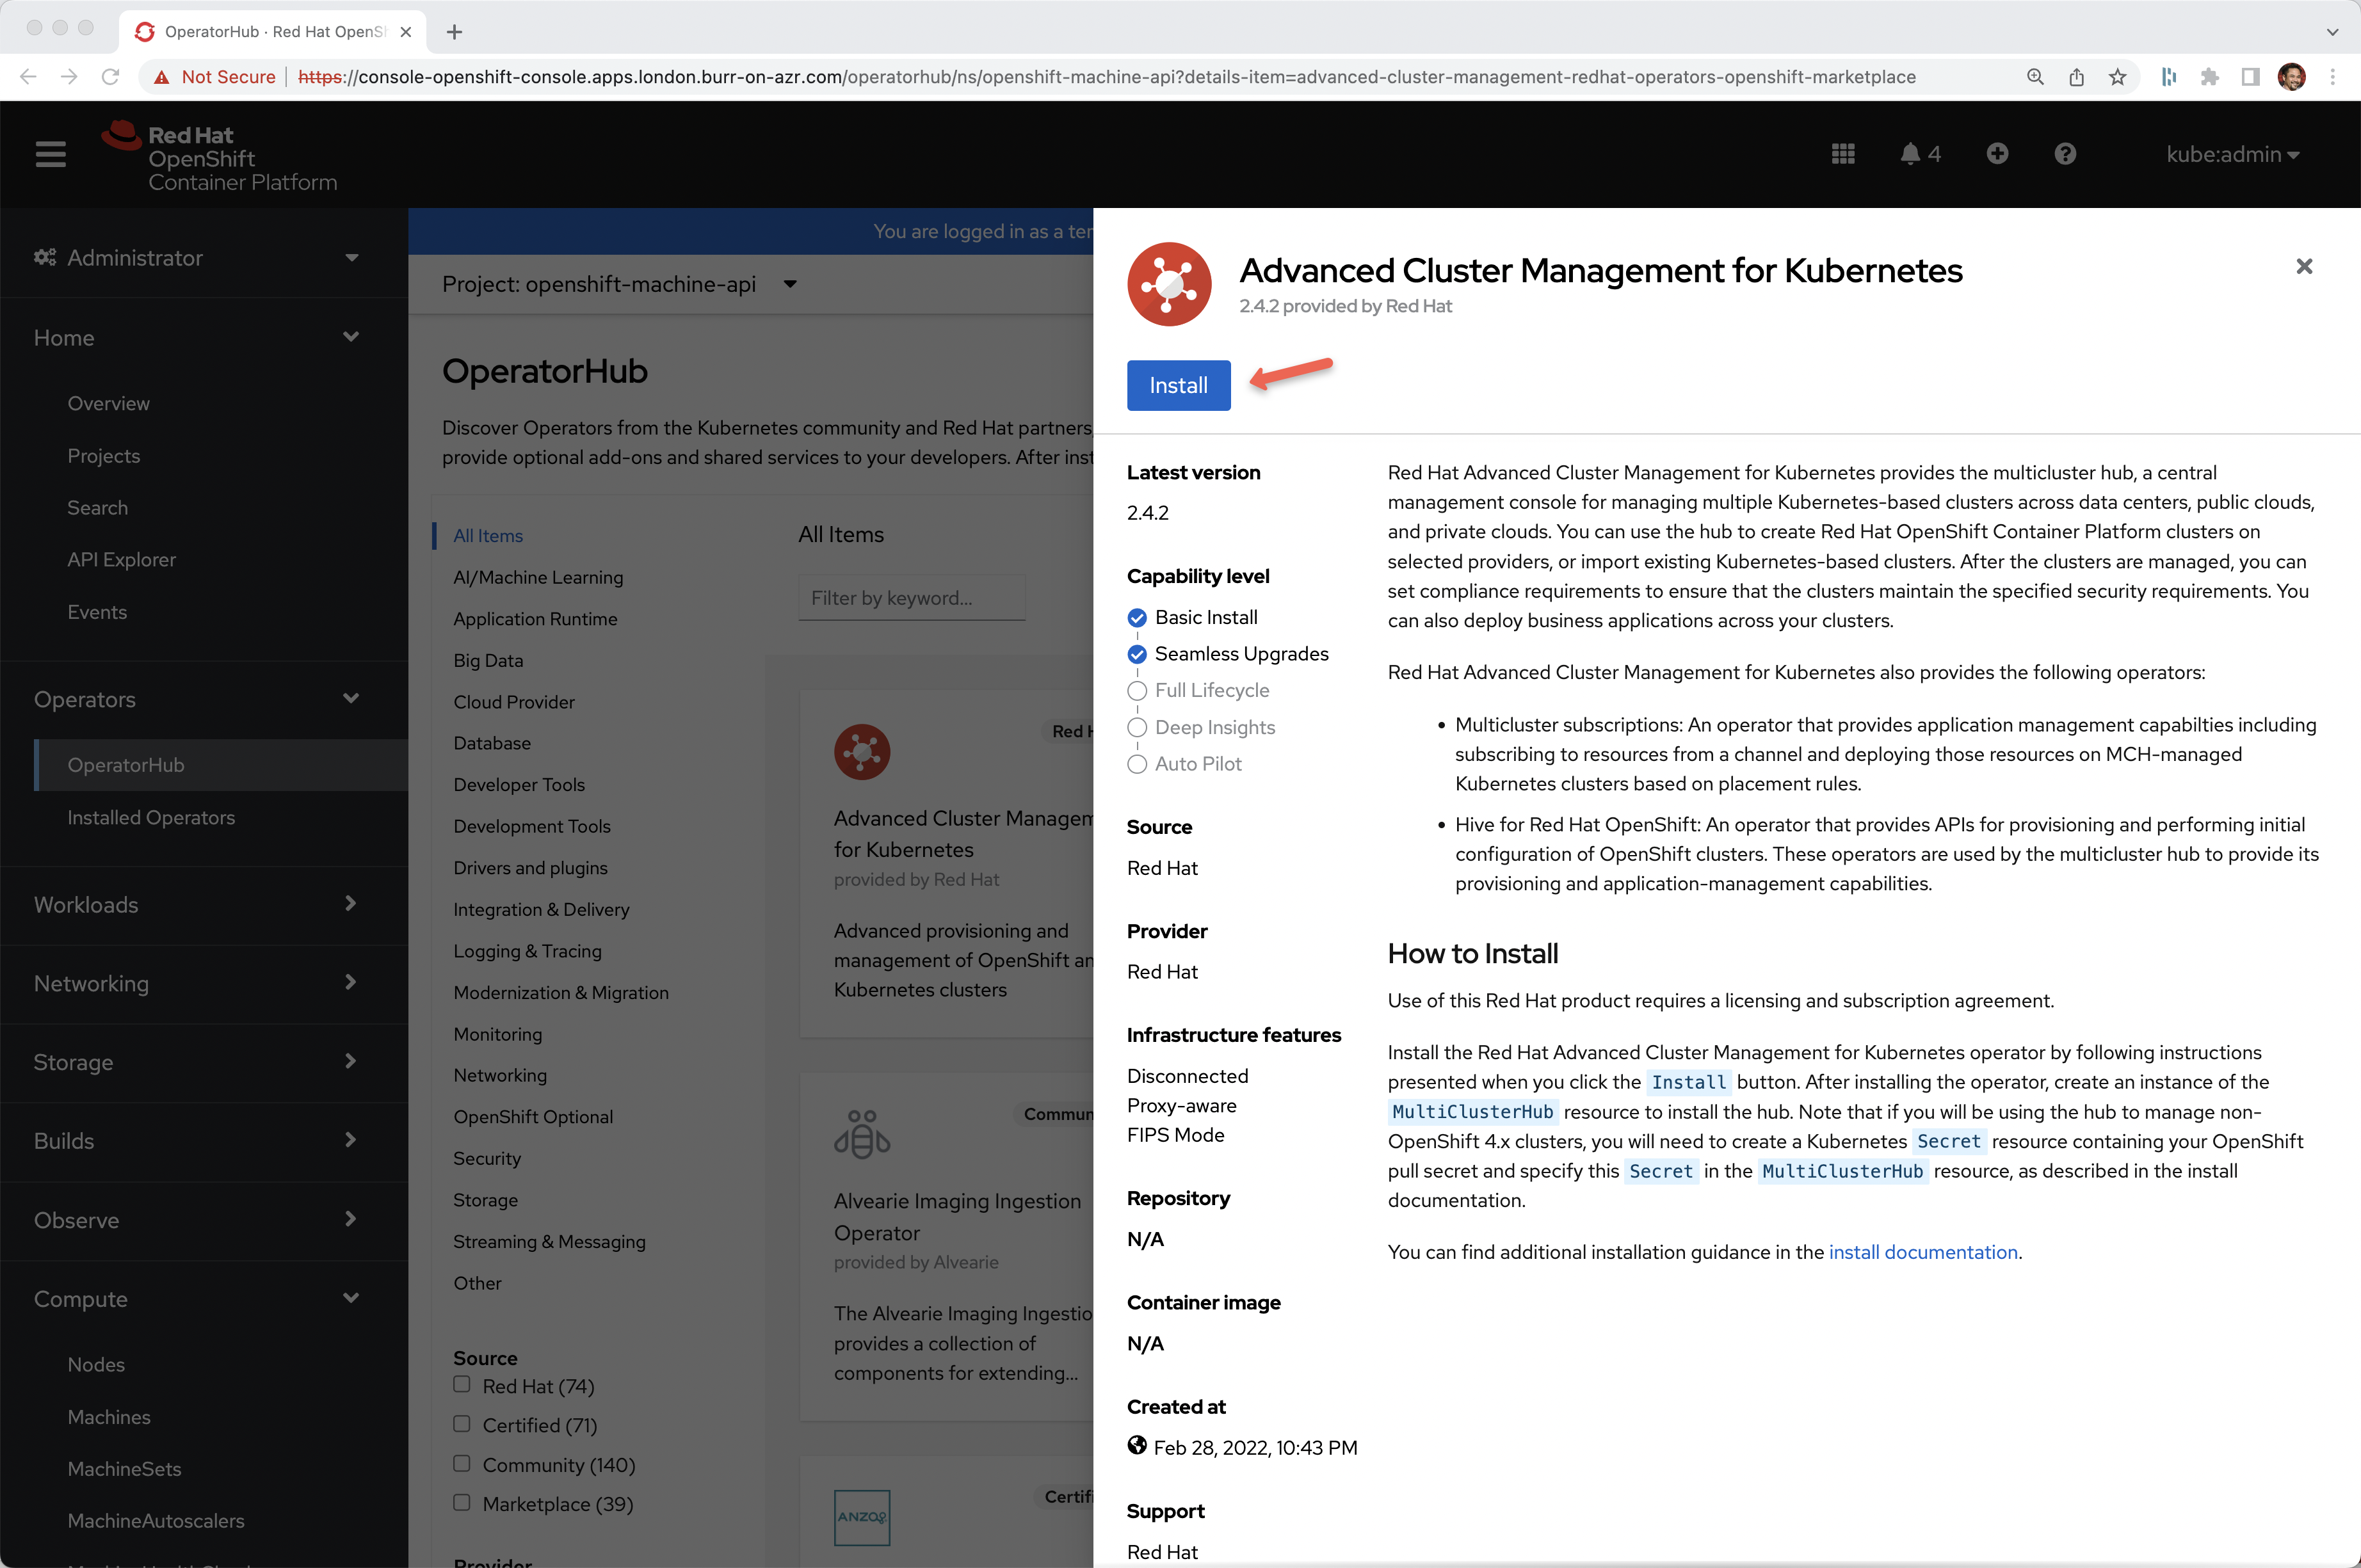 OperatorHub · Red Hat OpenSh
Not Secure
https://console-openshift-console.apps.london.burr-on-azr.com/operatorhub/ns/openshift-machine-api?details-item=advanced-cluster-management-redhat-operators-openshift-marketplace
Red Hat
OpenShift
Container Platform
4
kube:admin
Administrator
Home
Overview
Projects
Search
API Explorer
Events
Operators
OperatorHub
Installed Operators
Workloads
Networking
Storage
Builds
Observe
Compute
Nodes
Machines
MachineSets
MachineAutoscalers
You are logged in as a
Project: openshift-machine-api
OperatorHub
Discover Operators from the Kubernetes community and Red Hat partners,
provide optional add-ons and shared services to your developers. After
All Items
AI/Machine Learning
Application Runtime
Big Data
Cloud Provider
Database
Developer Tools
Development Tools
Drivers and plugins
Integration & Delivery
Logging & Tracing
Modernization & Migration
Monitoring
Networking
OpenShift Optional
Security
Storage
Streaming & Messaging
Other
Source
Red Hat (74)
Certified (71)
Community (140)
Marketplace (39)
Provider
All Items
Filter by keyword...
Red H
Advanced Cluster Managem
for Kubernetes
provided by Red Hat
Advanced provisioning and
management of OpenShift an
Kubernetes clusters
Commun
Alvearie Imaging Ingestion
Operator
provided by Alvearie
The Alvearie Imaging Ingestio
provides a collection of
components for extending...
Certifi
ANZO
Advanced Cluster Management for Kubernetes
2.4.2 provided by Red Hat
Install
Latest version
2.4.2
Capability level
Basic Install
Seamless Upgrades
Full Lifecycle
Deep Insights
Auto Pilot
Source
Red Hat
Provider
Red Hat
Infrastructure features
Disconnected
Proxy-aware
FIPS Mode
Repository
N/A
Container image
N/A
Created at
Feb 28, 2022, 10:43 PM
Support
Red Hat
Red Hat Advanced Cluster Management for Kubernetes provides the multicluster hub, a central
management console for managing multiple Kubernetes-based clusters across data centers, public clouds,
and private clouds. You can use the hub to create Red Hat OpenShift Container Platform clusters on
selected providers, or import existing Kubernetes-based clusters. After the clusters are managed, you can
set compliance requirements to ensure that the clusters maintain the specified security requirements. You
can also deploy business applications across your clusters.
Red Hat Advanced Cluster Management for Kubernetes also provides the following operators:
• Multicluster subscriptions: An operator that provides application management capabilties including
subscribing to resources from a channel and deploying those resources on MCH-managed
Kubernetes clusters based on placement rules.
• Hive for Red Hat OpenShift: An operator that provides APIs for provisioning and performing initial
configuration of OpenShift clusters. These operators are used by the multicluster hub to provide its
provisioning and application-management capabilities.
How to Install
Use of this Red Hat product requires a licensing and subscription agreement.
Install the Red Hat Advanced Cluster Management for Kubernetes operator by following instructions
presented when you click the Install button. After installing the operator, create an instance of the
MultiClusterHub resource to install the hub. Note that if you will be using the hub to manage non-
OpenShift 4.x clusters, you will need to create a Kubernetes Secret resource containing your OpenShift
pull secret and specify this Secret in the MultiClusterHub resource, as described in the install
documentation.
You can find additional installation guidance in the install documentation.